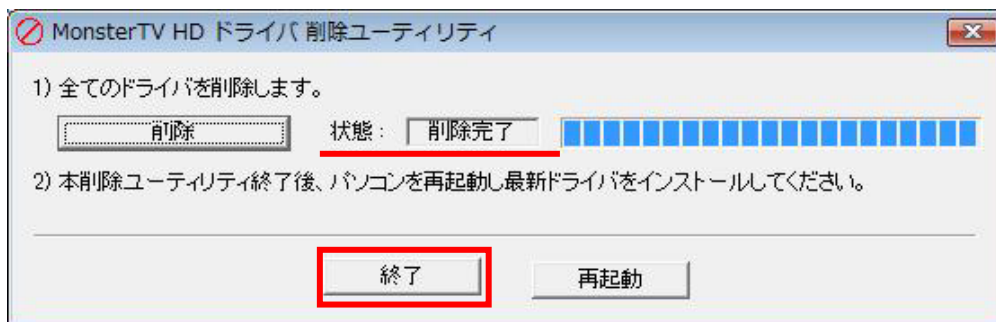 MonsterTV HD ドライバ 削除ユーティリティ
1) 全てのドライバを削除します。
削除 状態： 削除完了
2) 本削除ユーティリティ終了後、パソコンを再起動し最新ドライバをインストールしてください。
終了 再起動